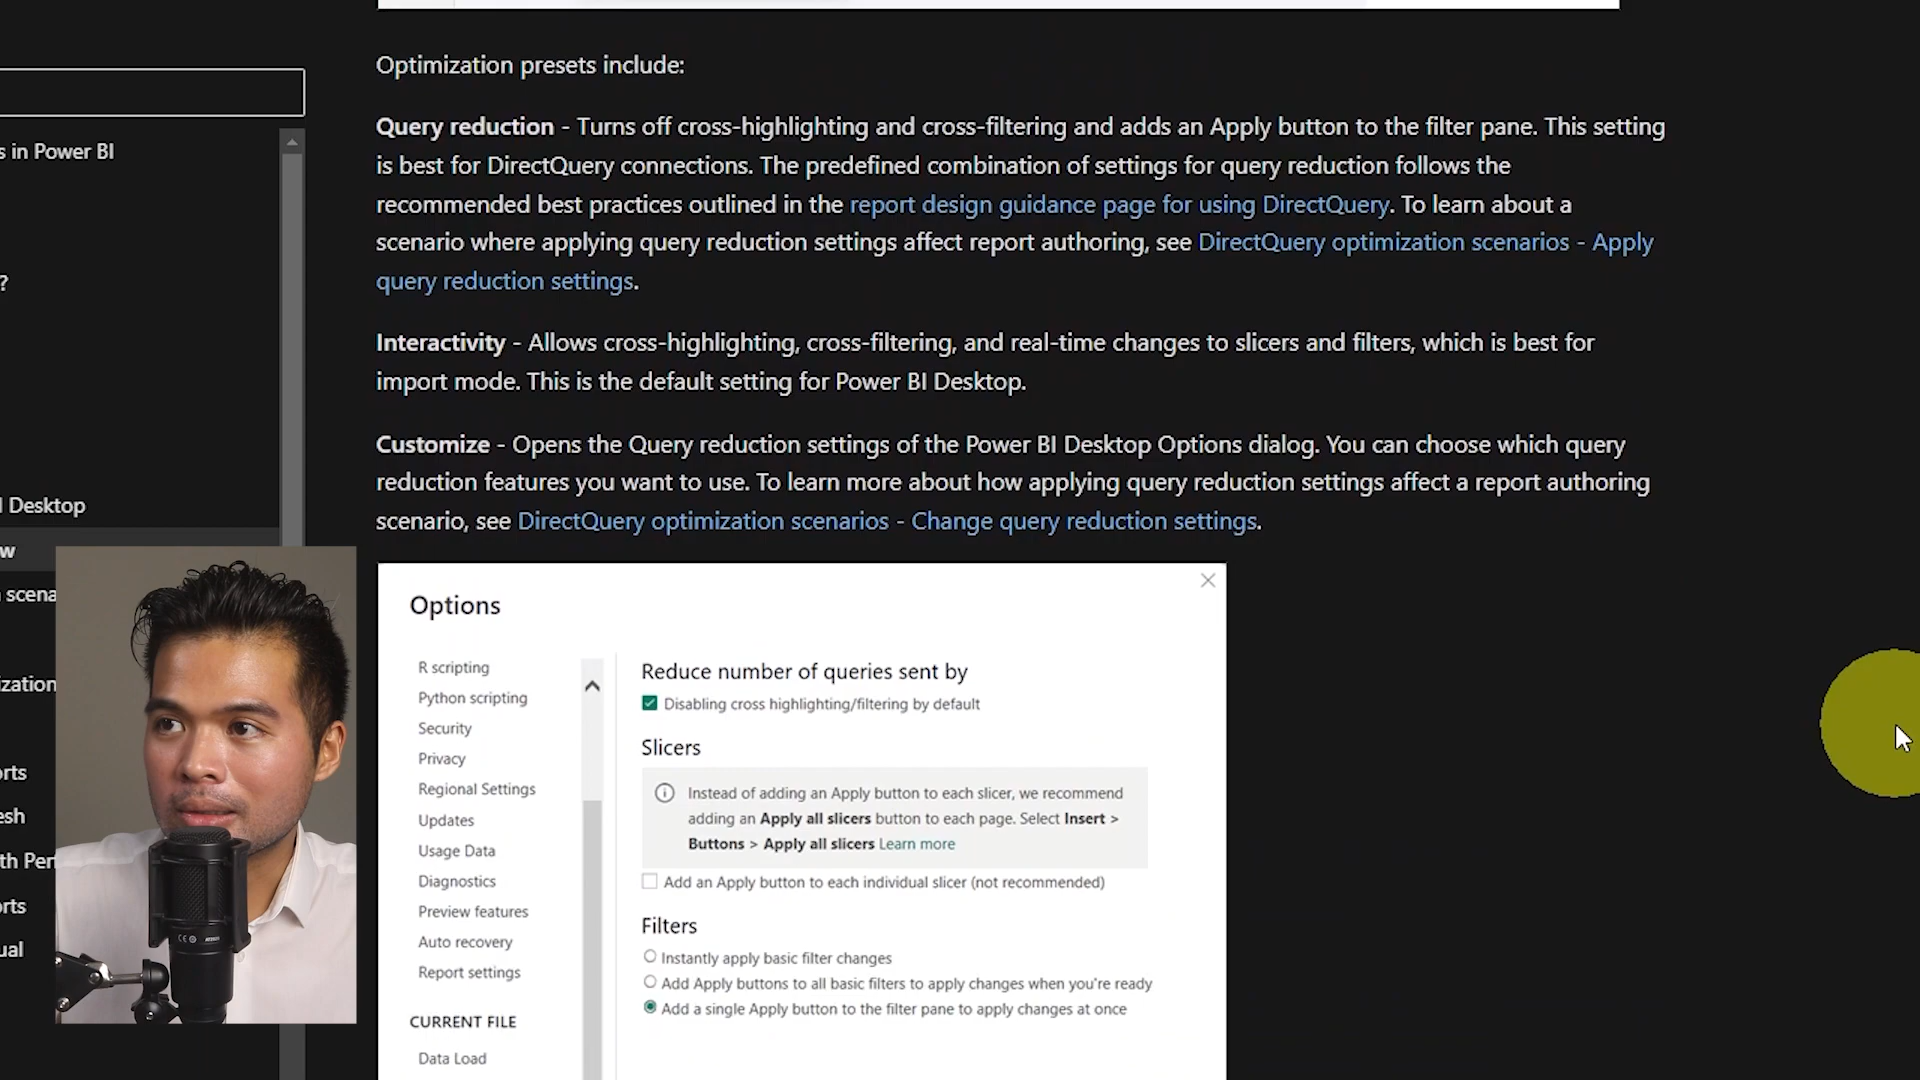 Optimization presets include:
Query reduction - Turns off cross-highlighting and cross-filtering and adds an Apply button to the filter pane. This setting
is best for DirectQuery connections. The predefined combination of settings for query reduction follows the
recommended best practices outlined in the report design guidance page for using DirectQuery. To learn about a
scenario where applying query reduction settings affect report authoring, see DirectQuery optimization scenarios - Apply
query reduction settings.
Interactivity - Allows cross-highlighting, cross-filtering, and real-time changes to slicers and filters, which is best for
import mode. This is the default setting for Power BI Desktop.
Customize - Opens the Query reduction settings of the Power BI Desktop Options dialog. You can choose which query
reduction features you want to use. To learn more about how applying query reduction settings affect a report authoring
scenario, see DirectQuery optimization scenarios - Change query reduction settings.
s in Power BI
?
I Desktop
w
scena
ization
orts
esh
th Per
orts
ual
Options
R scripting
Python scripting
Security
Privacy
Regional Settings
Updates
Usage Data
Diagnostics
Preview features
Auto recovery
Report settings
CURRENT FILE
Data Load
Reduce number of queries sent by
Disabling cross highlighting/filtering by default
Slicers
Instead of adding an Apply button to each slicer, we recommend
adding an Apply all slicers button to each page. Select Insert >
Buttons > Apply all slicers Learn more
Add an Apply button to each individual slicer (not recommended)
Filters
Instantly apply basic filter changes
Add Apply buttons to all basic filters to apply changes when you're ready
Add a single Apply button to the filter pane to apply changes at once